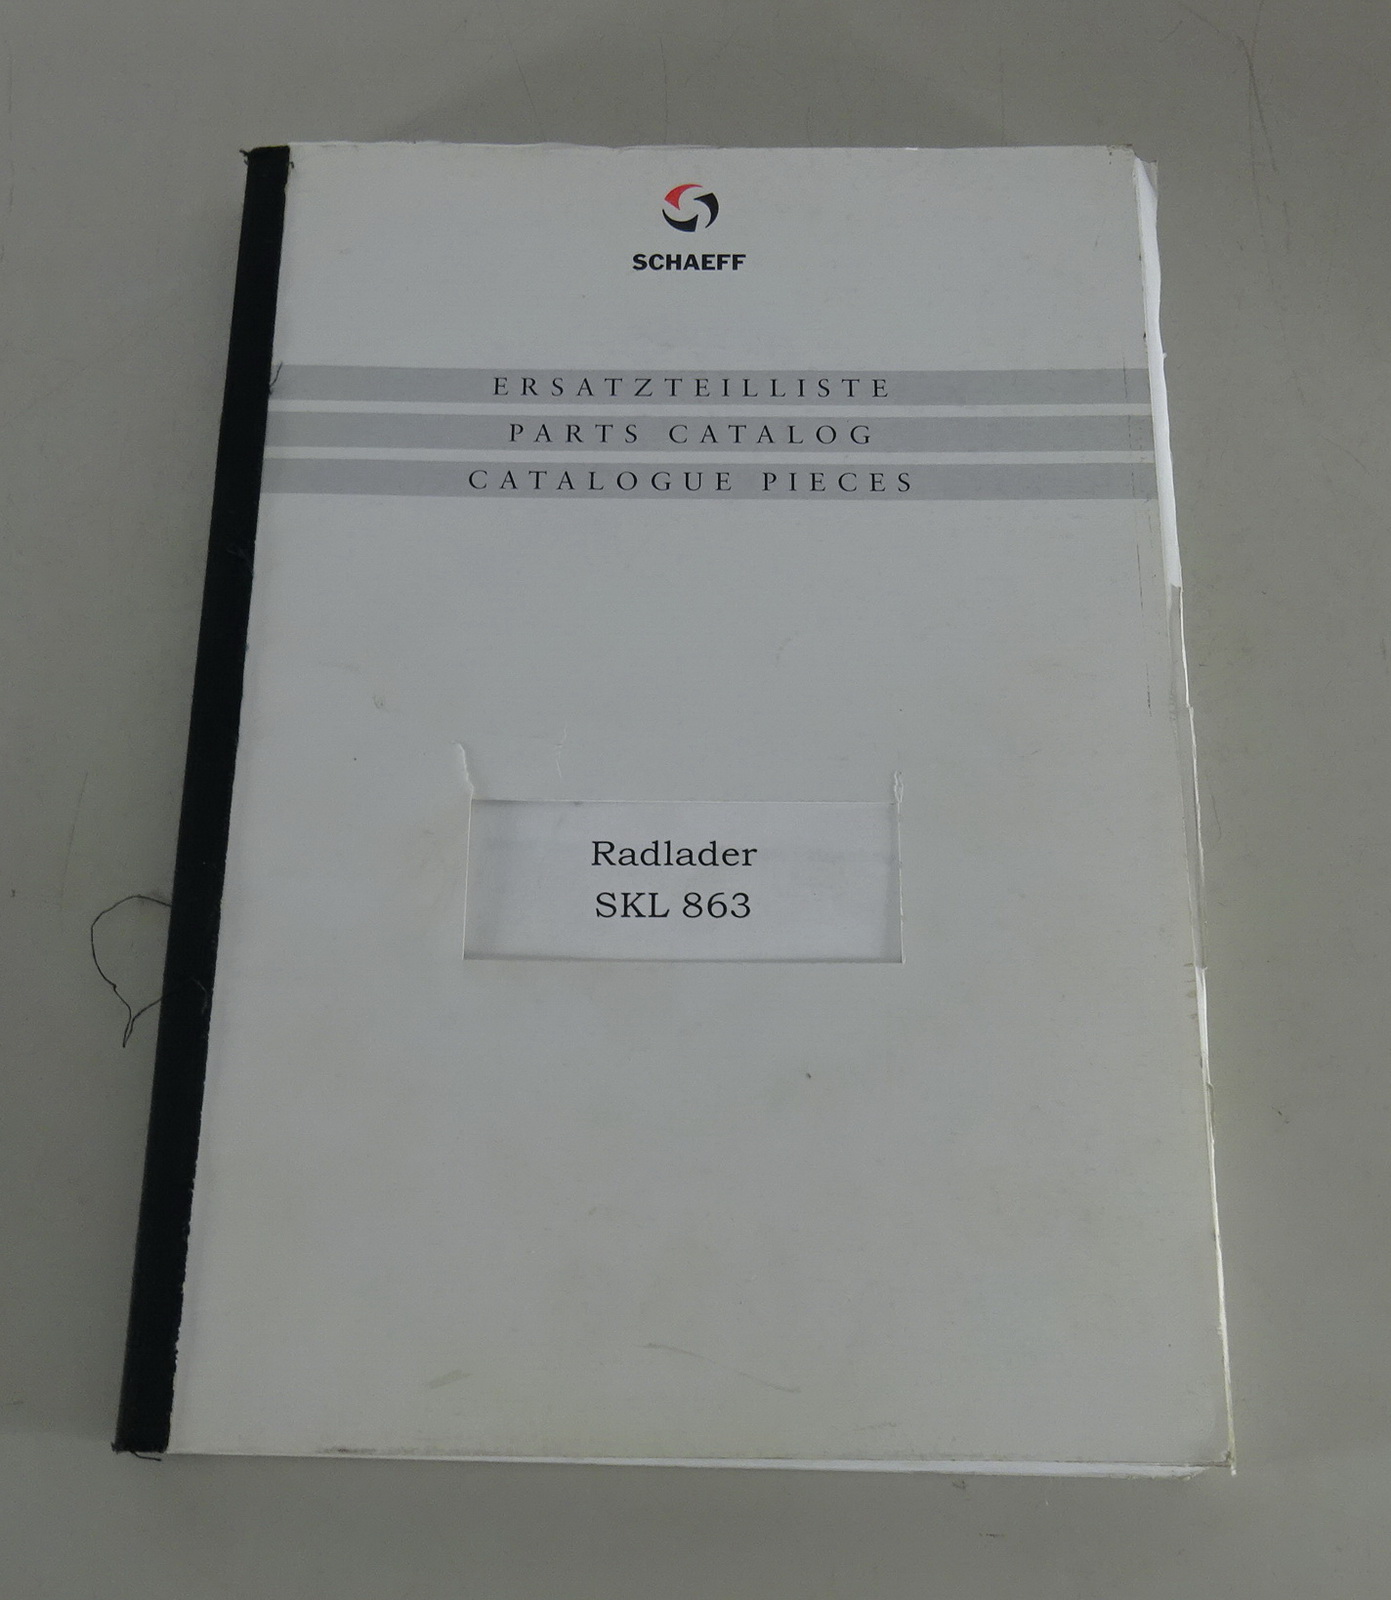 SCHAEFF
ERSATZTEILLISTE
PARTS CATALOG
CATALOGUE PIECES
Radlader
SKL 863